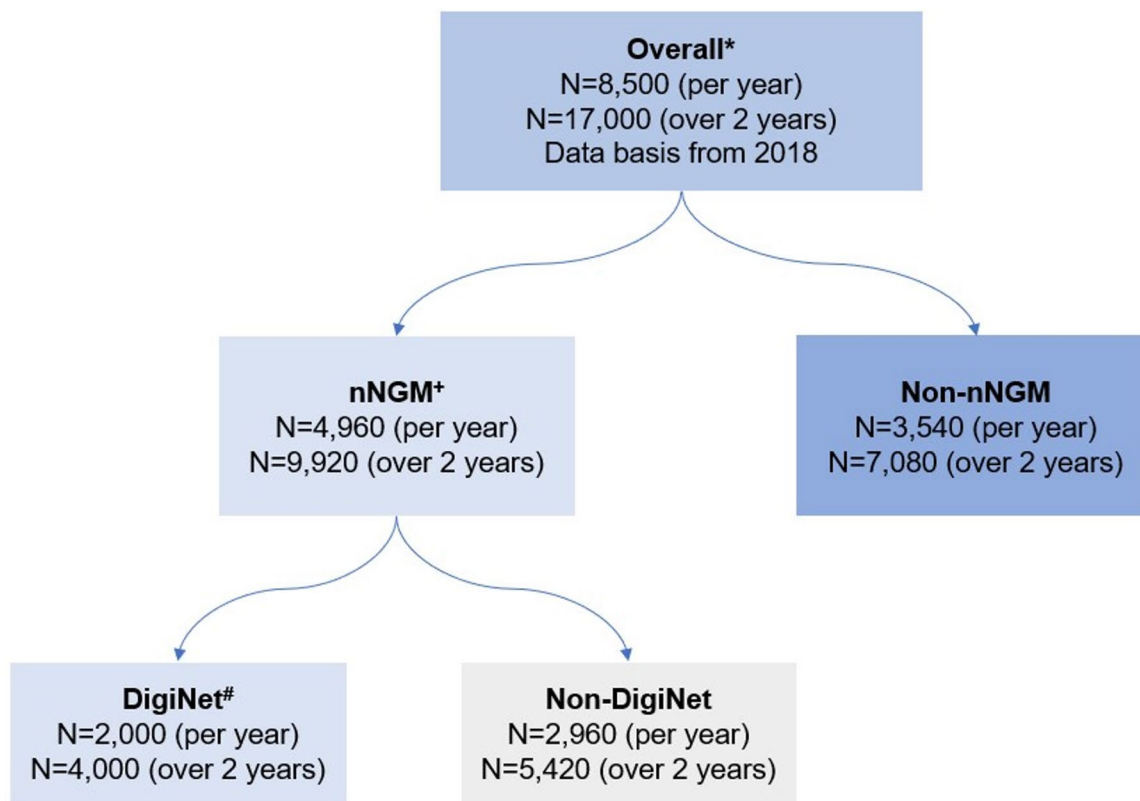 Overall*
N=8,500 (per year)
N=17,000 (over 2 years)
Data basis from 2018
nNGM⁺
N=4,960 (per year)
N=9,920 (over 2 years)
Non-nNGM
N=3,540 (per year)
N=7,080 (over 2 years)
DigiNet#
N=2,000 (per year)
N=4,000 (over 2 years)
Non-DigiNet
N=2,960 (per year)
N=5,420 (over 2 years)